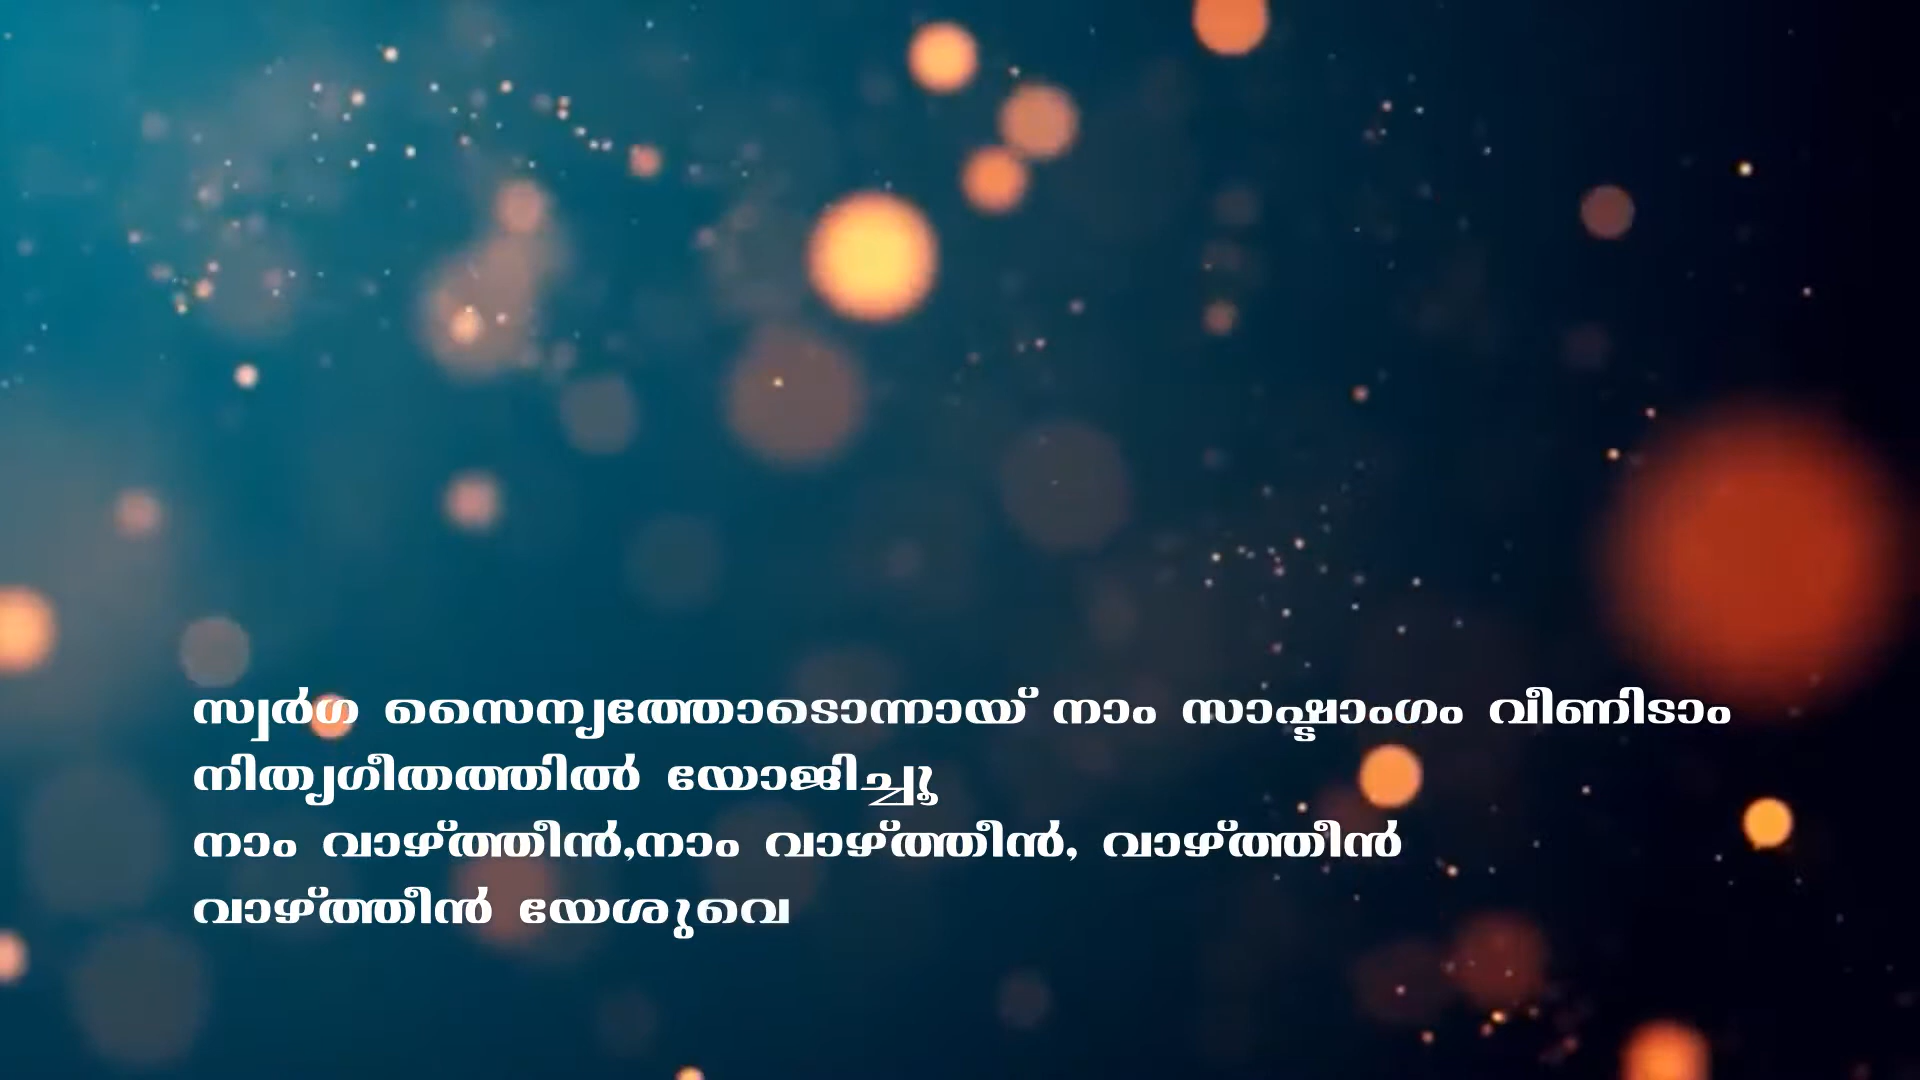 സ്വർഗ സൈന്യത്തോടൊന്നായ് നാം സാഷ്ടാംഗം വീണിടാം
നിത്യഗീതത്തിൽ യോജിച്ചൂ
നാം വാഴ്ത്തീൻ,നാം വാഴ്ത്തീൻ, വാഴ്ത്തീൻ
വാഴ്ത്തീൻ യേശുവെ